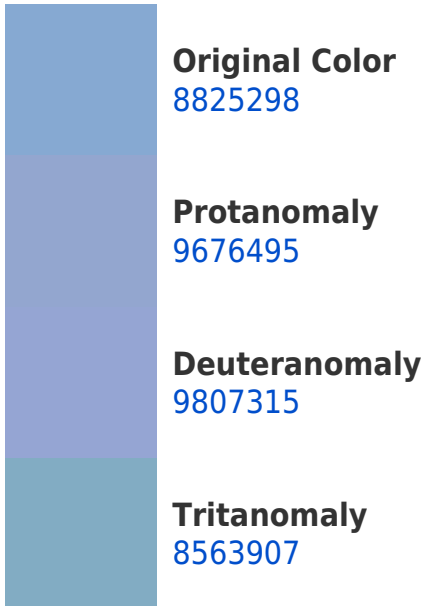 Original Color
8825298
Protanomaly
9676495
Deuteranomaly
9807315
Tritanomaly
8563907